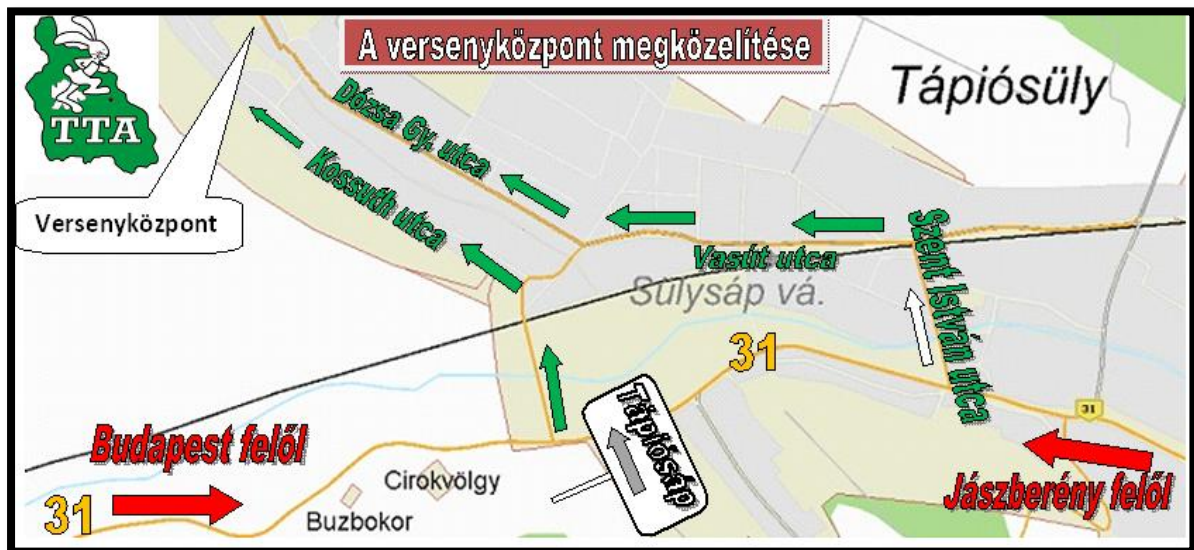 A versenyközpont megközelítése
TTA
Tápiósüly
Dózsa Gy. utca
Kossuth utca
Versenyközpont
Szent István utca
Vasút utca
Sülysáp vá.
31
Tápiósáp
31
Budapest felől
Cirokvölgy
Jászberény felől
31
Buzbokor